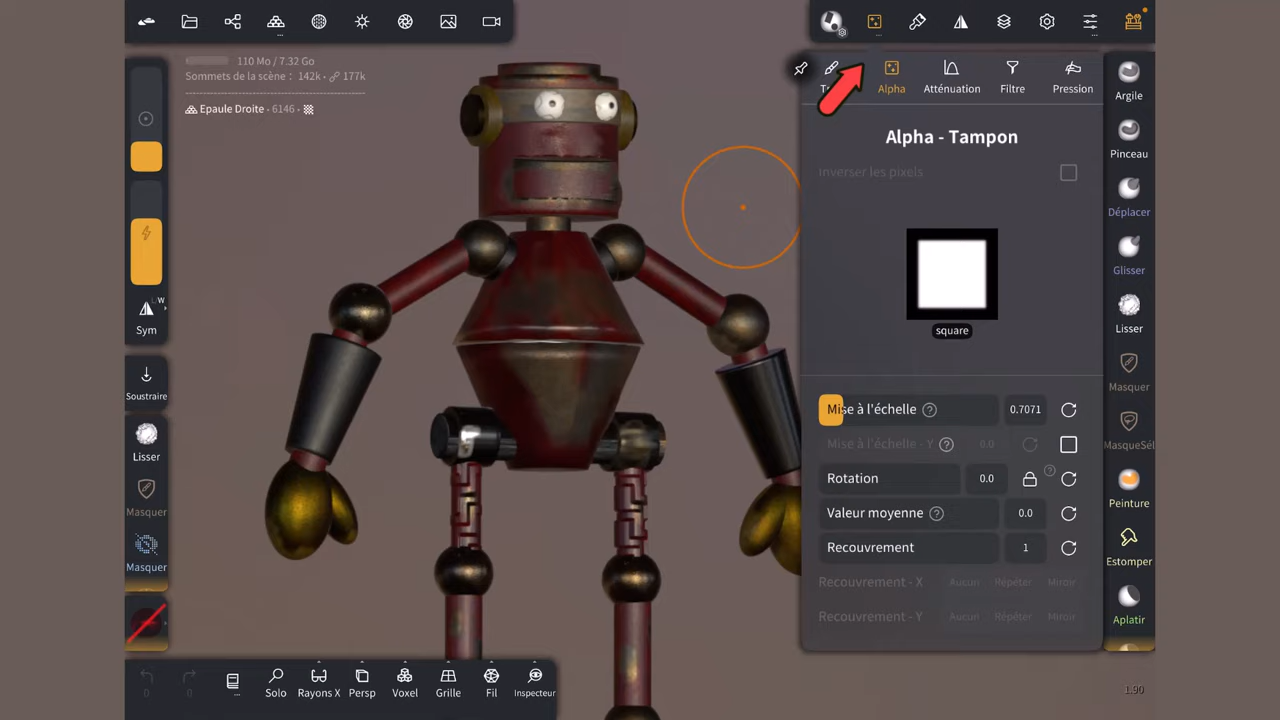 110 Mo / 7.32 Go
Sommets de la scène : 142k • 177k
Epaule Droite • 6146 •
Sym
W
Soustraire
Lisser
Masquer
Masquer
0
0
...
Solo
Rayons X
Persp
Voxel
Grille
Fil
Inspecteur
Alpha
Atténuation
Filtre
Pression
Alpha - Tampon
Inverser les pixels
square
Mise à l'échelle ? 0.7071
Mise à l'échelle - Y ? 0.0
Rotation 0.0 ?
Valeur moyenne ? 0.0
Recouvrement 1
Recouvrement - X Aucun Répéter Miroir
Recouvrement - Y Aucun Répéter Miroir
Argile
Pinceau
Déplacer
Glisser
Lisser
Masquer
MasqueSél
Peinture
Estomper
Aplatir
1.90